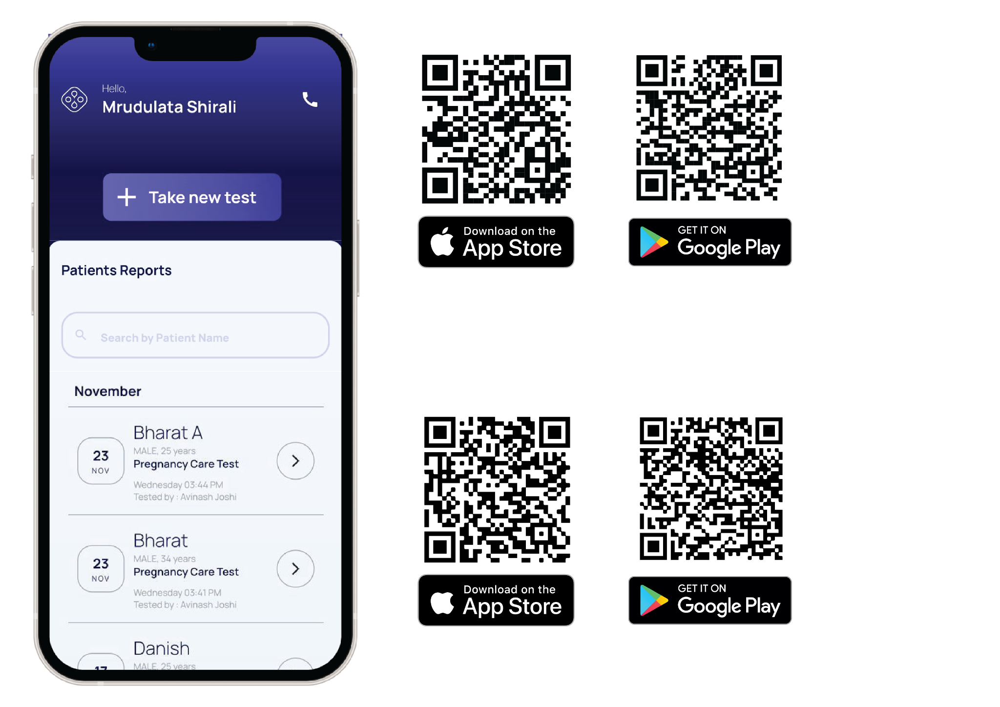 Hello,
Mrudulata Shirali
Take new test
Patients Reports
Search by Patient Name
November
Bharat A
MALE, 25 years
23
NOV
Pregnancy Care Test
Wednesday 03:44 PM
Tested by : Avinash Joshi
Bharat
MALE, 34 years
23
NOV
Pregnancy Care Test
Wednesday 03:41 PM
Tested by : Avinash Joshi
Danish
MALE, 25 years
17
Download on the
App Store
GET IT ON
Google Play
Download on the
App Store
GET IT ON
Google Play